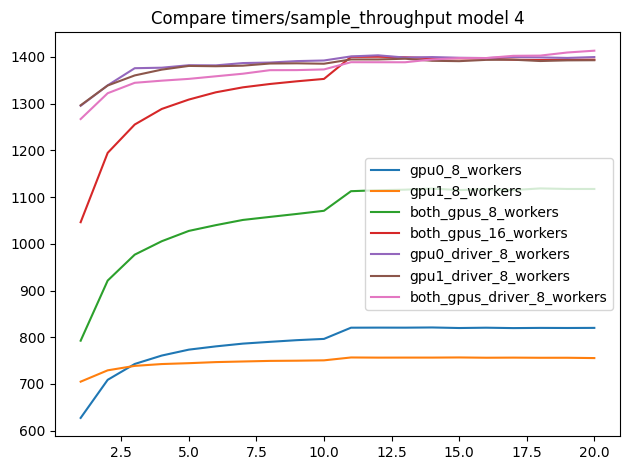 Compare timers/sample_throughput model 4
1400
1300
1200
1100
1000
900
800
700
600
gpu0_8_workers
gpu1_8_workers
both_gpus_8_workers
both_gpus_16_workers
gpu0_driver_8_workers
gpu1_driver_8_workers
both_gpus_driver_8_workers
2.5 5.0 7.5 10.0 12.5 15.0 17.5 20.0